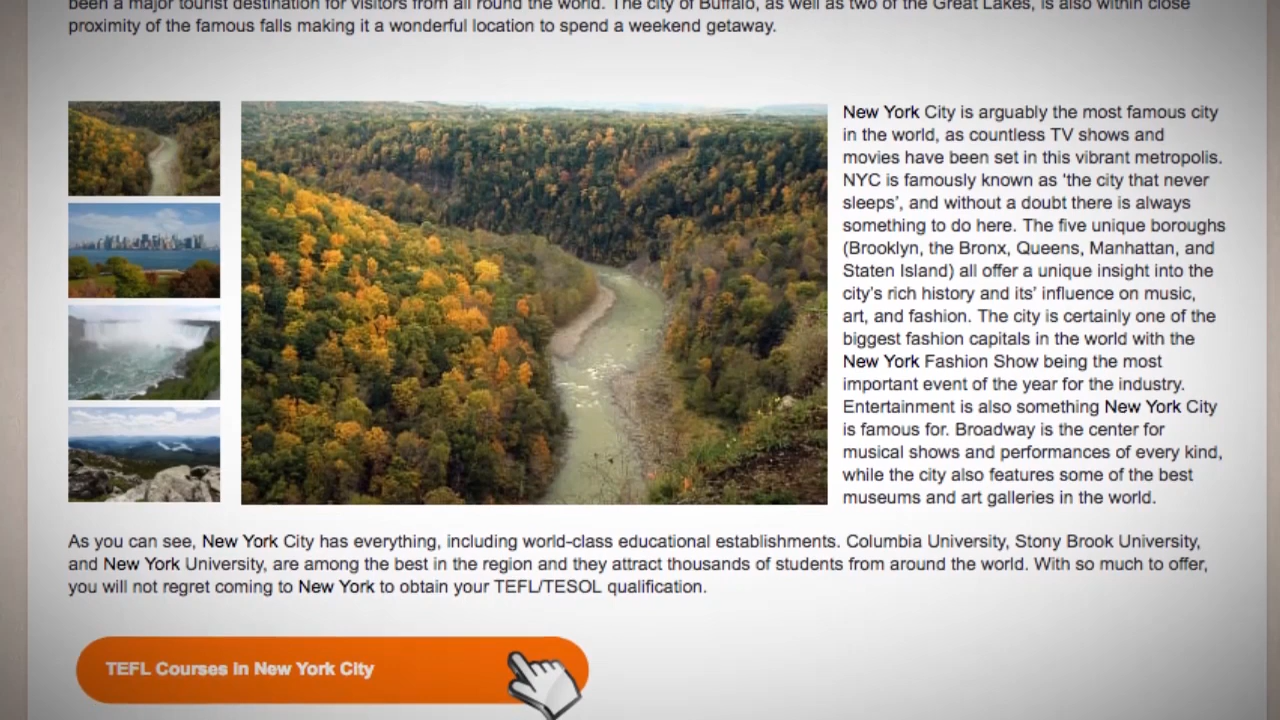 been a major tourist destination for visitors from all round the world. The city of Buffalo, as well as two of the Great Lakes, is also within close
proximity of the famous falls making it a wonderful location to spend a weekend getaway.
New York City is arguably the most famous city
in the world, as countless TV shows and
movies have been set in this vibrant metropolis.
NYC is famously known as 'the city that never
sleeps', and without a doubt there is always
something to do here. The five unique boroughs
(Brooklyn, the Bronx, Queens, Manhattan, and
Staten Island) all offer a unique insight into the
city's rich history and its' influence on music,
art, and fashion. The city is certainly one of the
biggest fashion capitals in the world with the
New York Fashion Show being the most
important event of the year for the industry.
Entertainment is also something New York City
is famous for. Broadway is the center for
musical shows and performances of every kind,
while the city also features some of the best
museums and art galleries in the world.
As you can see, New York City has everything, including world-class educational establishments. Columbia University, Stony Brook University,
and New York University, are among the best in the region and they attract thousands of students from around the world. With so much to offer,
you will not regret coming to New York to obtain your TEFL/TESOL qualification.
TEFL Courses in New York City